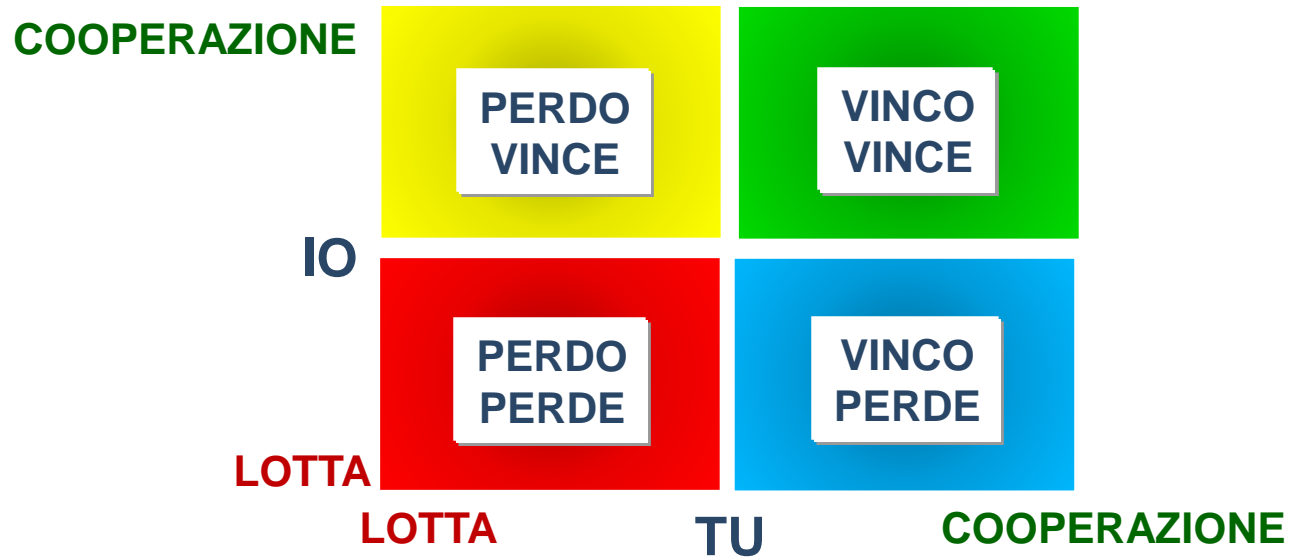 COOPERAZIONE
PERDO
VINCE
VINCO
VINCE
IO
PERDO
PERDE
VINCO
PERDE
LOTTA
LOTTA
TU
COOPERAZIONE